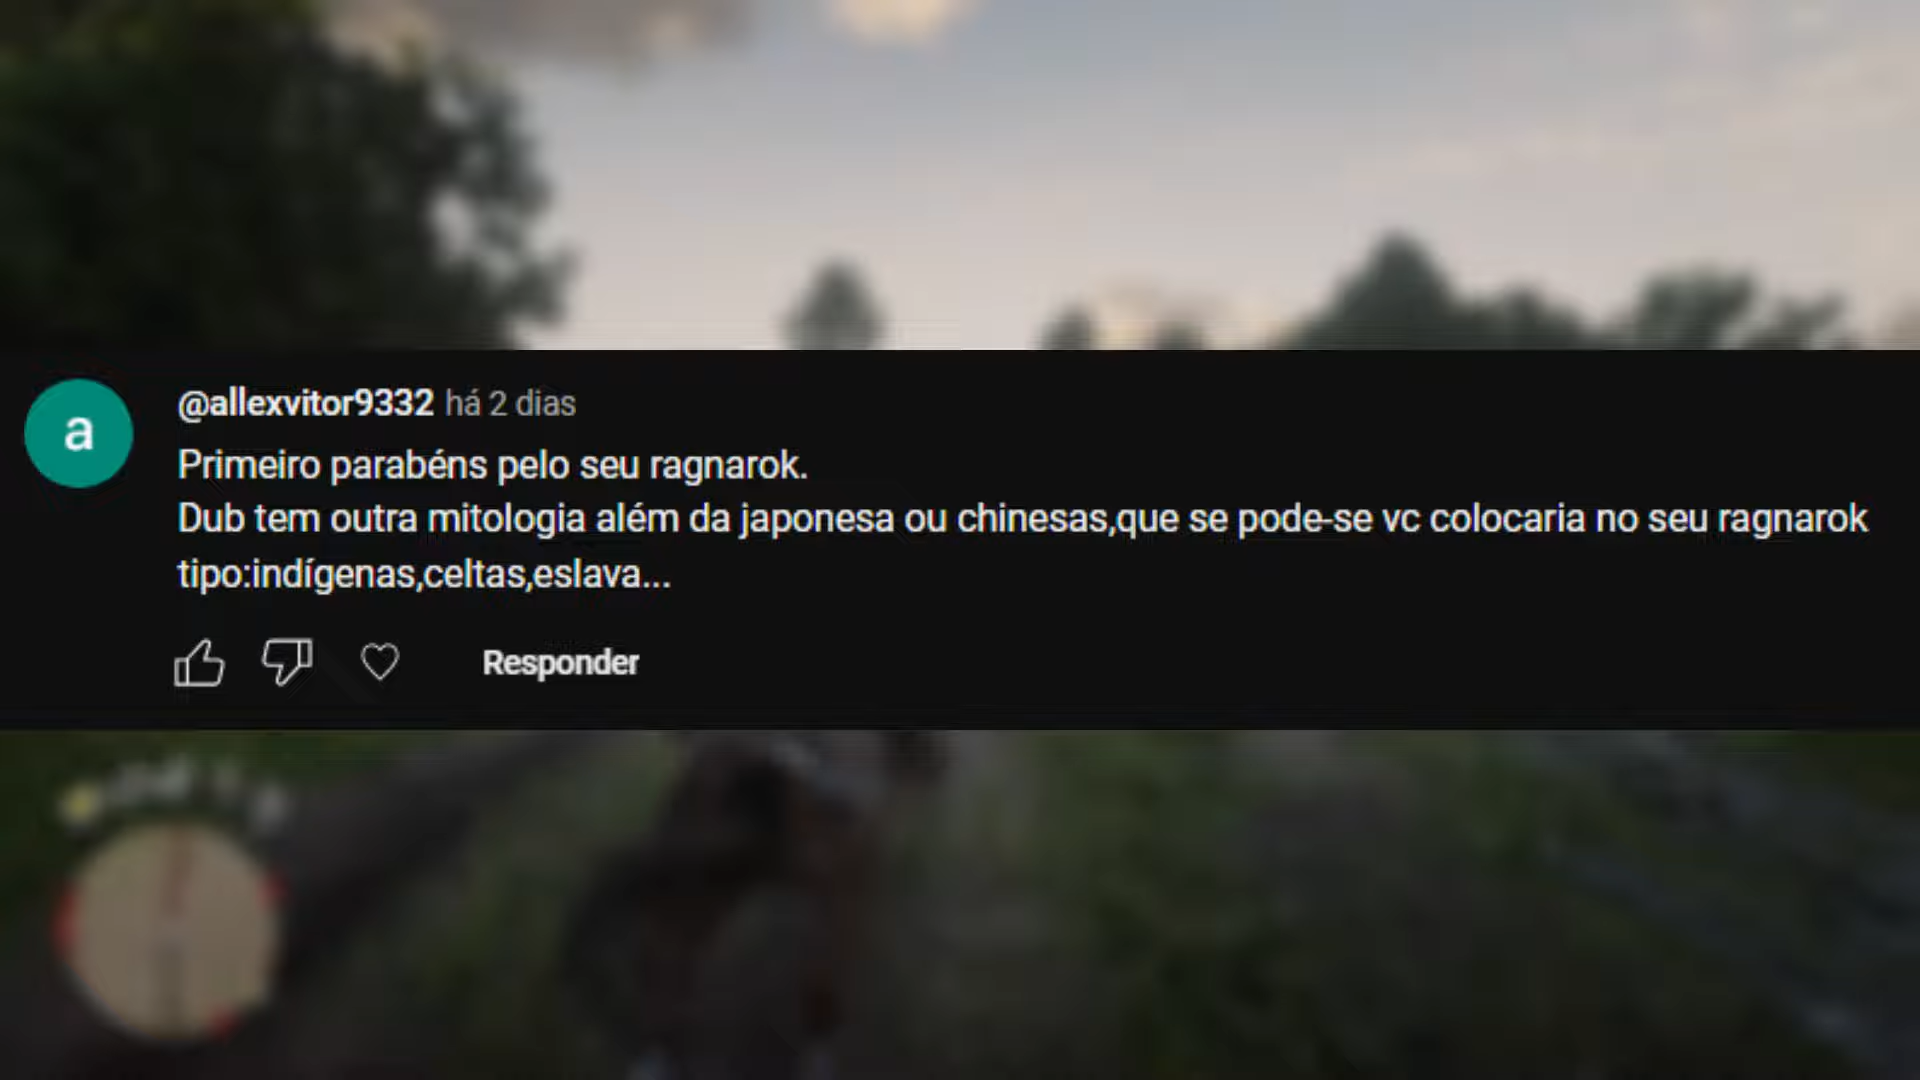 a
@allexvitor9332 há 2 dias
Primeiro parabéns pelo seu ragnarok.
Dub tem outra mitologia além da japonesa ou chinesas,que se pode-se vc colocaria no seu ragnarok
tipo:indígenas,celtas,eslava...
Responder